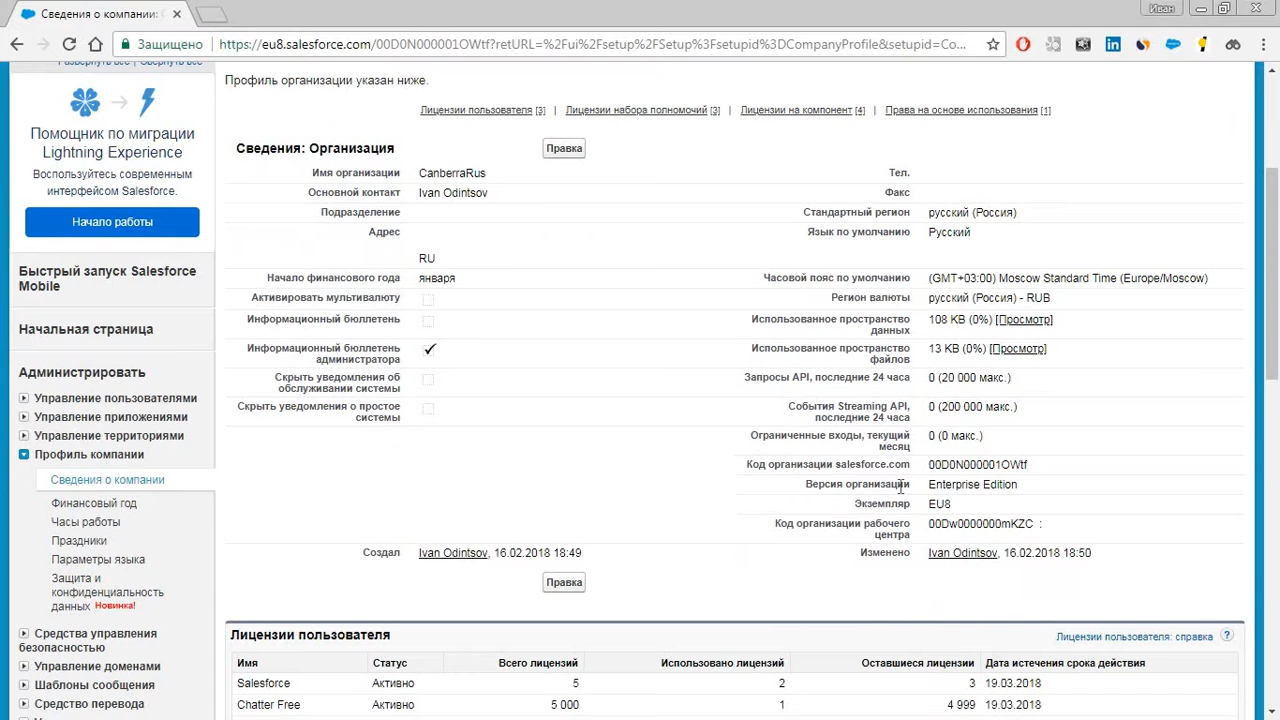 Сведения о компании: С
Иван
Защищено
https://eu8.salesforce.com/00D0N000001OWtf?retURL=%2Fui%2Fsetup%2FSetup%3Fsetupid%3DCompanyProfile&setupid=Co...
Развернуть все | Свернуть все
Помощник по миграции
Lightning Experience
Воспользуйтесь современным
интерфейсом Salesforce.
Начало работы
Быстрый запуск Salesforce
Mobile
Начальная страница
Администрировать
Управление пользователями
Управление приложениями
Управление территориями
Профиль компании
Сведения о компании
Финансовый год
Часы работы
Праздники
Параметры языка
Защита и
конфиденциальность
данных Новинка!
Средства управления
безопасностью
Управление доменами
Шаблоны сообщения
Средство перевода
Профиль организации указан ниже.
Лицензии пользователя [3] | Лицензии набора полномочий [3] | Лицензии на компонент [4] | Права на основе использования [1]
Сведения: Организация Правка
Имя организации CanberraRus Тел.
Основной контакт Ivan Odintsov Факс
Подразделение Стандартный регион русский (Россия)
Адрес Язык по умолчанию Русский
RU
Начало финансового года января Часовой пояс по умолчанию (GMT+03:00) Moscow Standard Time (Europe/Moscow)
Активировать мультивалюту Регион валюты русский (Россия) - RUB
Информационный бюллетень Использованное пространство 108 KB (0%) [Просмотр]
данных
Информационный бюллетень Использованное пространство 13 KB (0%) [Просмотр]
администратора файлов
Скрыть уведомления об Запросы API, последние 24 часа 0 (20 000 макс.)
обслуживании системы
Скрыть уведомления о простое События Streaming API, 0 (200 000 макс.)
системы последние 24 часа
Ограниченные входы, текущий 0 (0 макс.)
месяц
Код организации salesforce.com 00D0N000001OWtf
Версия организации Enterprise Edition
Экземпляр EU8
Код организации рабочего 00Dw0000000mKZC :
центра
Создал Ivan Odintsov, 16.02.2018 18:49 Изменено Ivan Odintsov, 16.02.2018 18:50
Правка
Лицензии пользователя Лицензии пользователя: справка ?
Имя Статус Всего лицензий Использовано лицензий Оставшиеся лицензии Дата истечения срока действия
Salesforce Активно 5 2 3 19.03.2018
Chatter Free Активно 5 000 1 4 999 19.03.2018